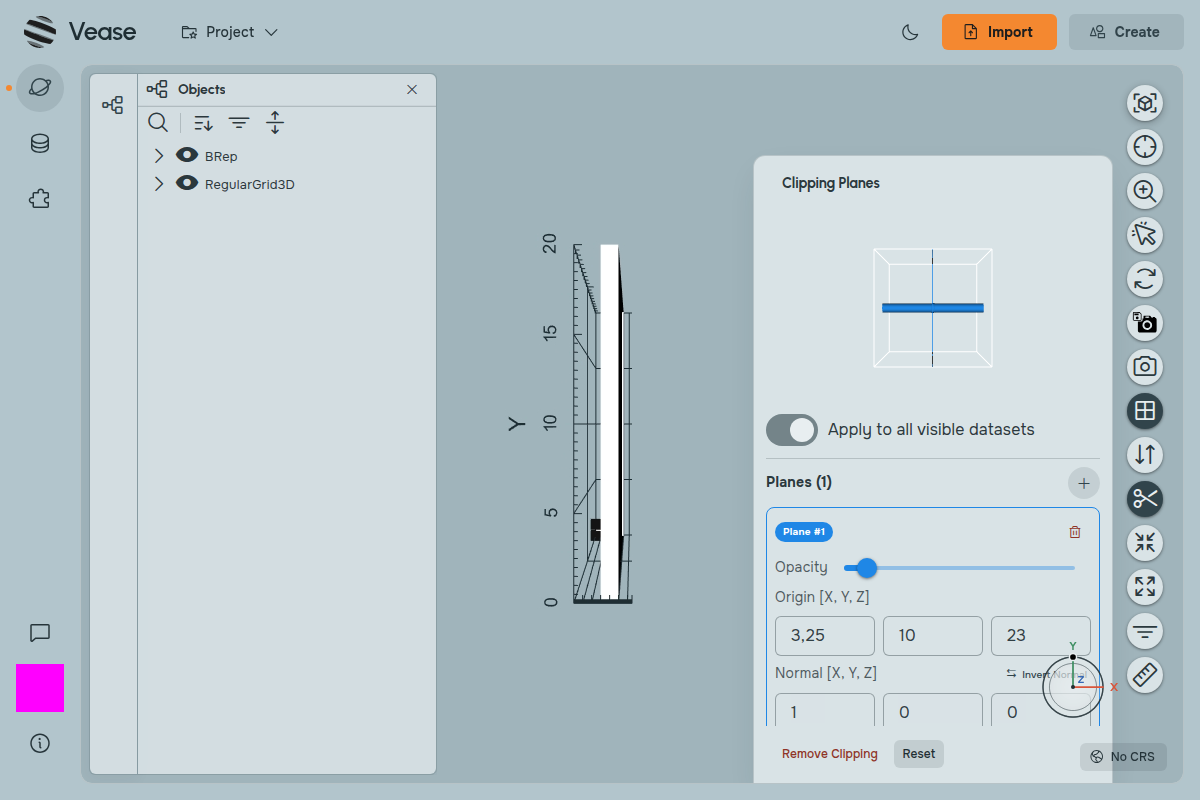 Vease
Project
Import
Create
Objects
BRep
RegularGrid3D
20
15
10
5
0
Y
Clipping Planes
Apply to all visible datasets
Planes (1)
Plane #1
Opacity
Origin [X, Y, Z]
3,25
10
23
Normal [X, Y, Z]
Invert Normal
1
0
0
Y
Z
X
Remove Clipping
Reset
No CRS